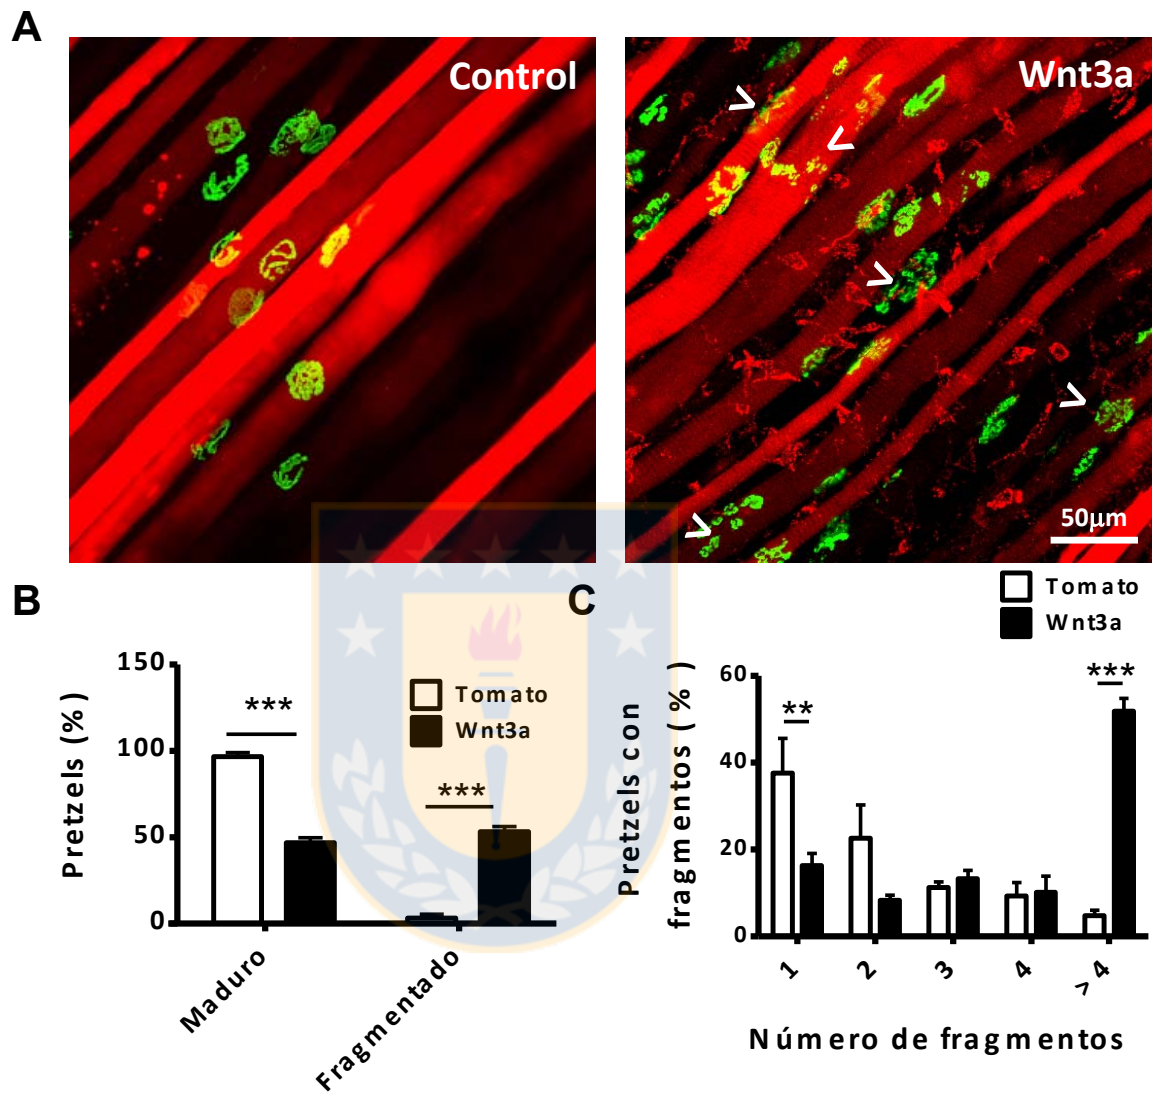 A
Control
Wnt3a
50µm
B
Pretzels (%)
150
100
50
0
***
***
Tomato
Wnt3a
Maduro
Fragmentado
C
Tomato
Wnt3a
Pretzels con
fragmentos (%)
60
40
20
0
**
***
1
2
3
4
> 4
Número de fragmentos